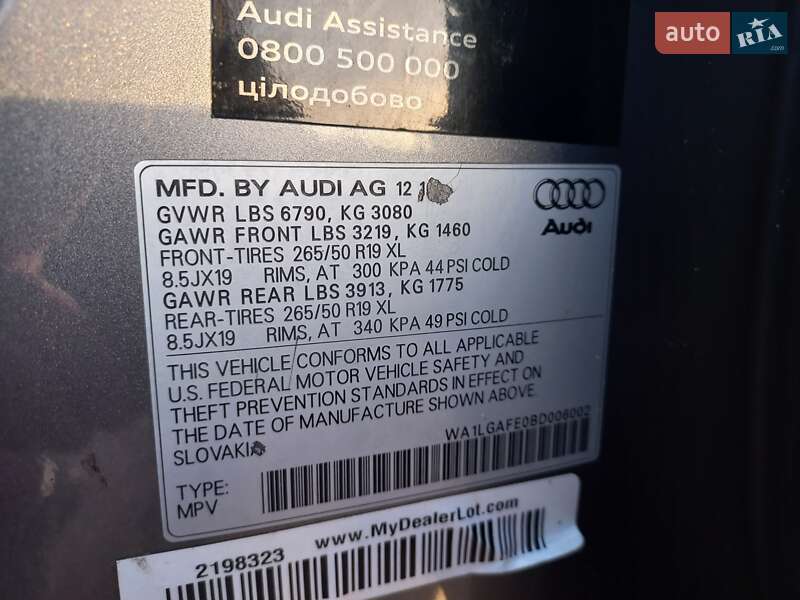 Audi Assistance
0800 500 000
цілодобово
auto RIA.com
MFD. BY AUDI AG 12
GVWR LBS 6790, KG 3080
GAWR FRONT LBS 3219, KG 1460
FRONT-TIRES 265/50 R19 XL
8.5JX19 RIMS, AT 300 KPA 44 PSI COLD
GAWR REAR LBS 3913, KG 1775
REAR-TIRES 265/50 R19 XL
8.5JX19 RIMS, AT 340 KPA 49 PSI COLD
Audi
THIS VEHICLE CONFORMS TO ALL APPLICABLE
U.S. FEDERAL MOTOR VEHICLE SAFETY AND
THEFT PREVENTION STANDARDS IN EFFECT ON
THE DATE OF MANUFACTURE SHOWN ABOVE.
SLOVAKIA
WA1LGAFE0BD006002
TYPE:
MPV
2198323 www.MyDealerLot.com